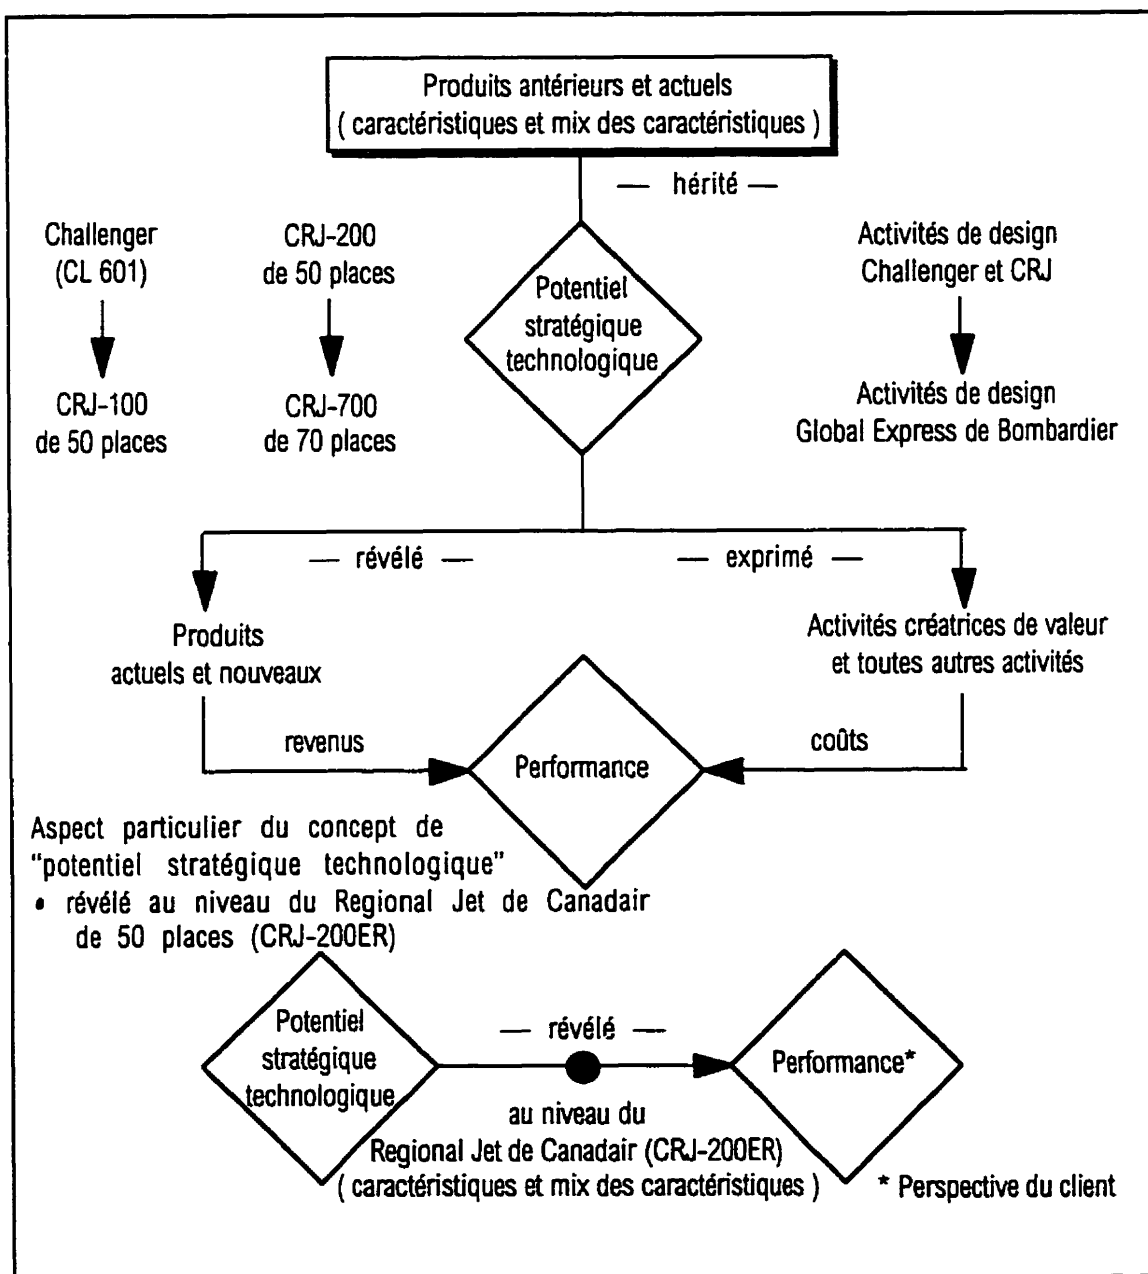 Produits antérieurs et actuels
( caractéristiques et mix des caractéristiques )
— hérité —
Challenger
(CL 601)
CRJ-100
de 50 places
CRJ-200
de 50 places
CRJ-700
de 70 places
Potentiel
stratégique
technologique
Activités de design
Challenger et CRJ
Activités de design
Global Express de Bombardier
— révélé —
— exprimé —
Produits
actuels et nouveaux
Activités créatrices de valeur
et toutes autres activités
revenus
Performance
coûts
Aspect particulier du concept de
"potentiel stratégique technologique"
• révélé au niveau du Regional Jet de Canadair
de 50 places (CRJ-200ER)
Potentiel
stratégique
technologique
— révélé —
au niveau du
Regional Jet de Canadair (CRJ-200ER)
( caractéristiques et mix des caractéristiques )
Performance*
* Perspective du client